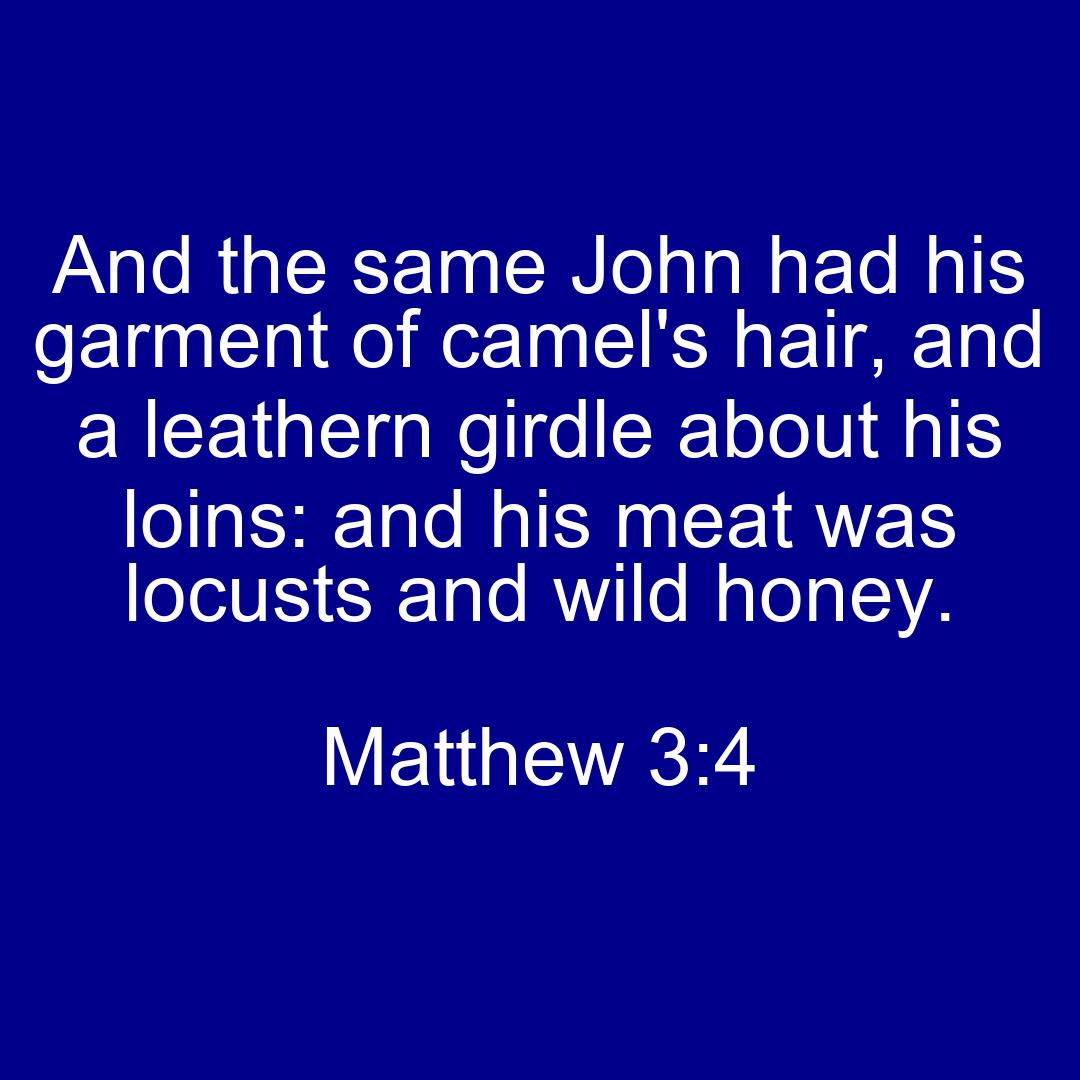 And the same John had his
garment of camel's hair, and
a leathern girdle about his
loins: and his meat was
locusts and wild honey.
Matthew 3:4